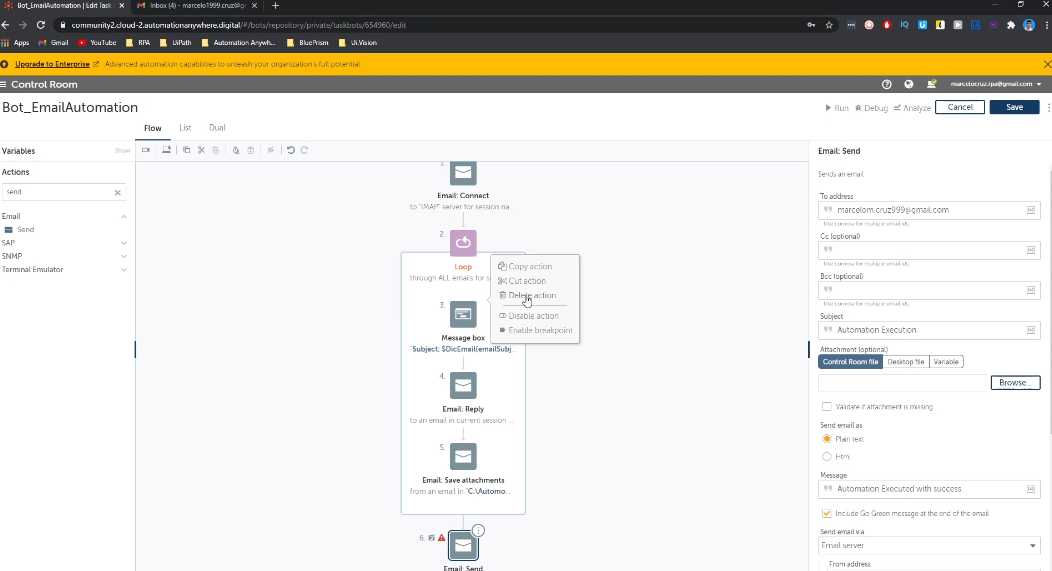 Bot_EmailAutomation | Edit Task
Inbox (4) - marcelo1999.cruz@g
community2.cloud-2.automationanywhere.digital/#/bots/repository/private/taskbots/654960/edit
Apps
Gmail
YouTube
RPA
UiPath
Automation Anywh...
BluePrism
Ui.Vision
Upgrade to Enterprise
Advanced automation capabilities to unleash your organization's full potential.
Control Room
marcelocruz.rpa@gmail.com
Bot_EmailAutomation
Run
Debug
Analyze
Cancel
Save
Flow
List
Dual
Variables
Show
Actions
send
Email
Send
SAP
SNMP
Terminal Emulator
1.
Email: Connect
to "IMAP" server for session na
2.
Loop
through ALL emails for s
3.
Message box
"Subject: $DicEmail{emailSubj...
4.
Email: Reply
to an email in current session ...
5.
Email: Save attachments
from an email in "C:\Automo...
6.
Email: Send
Copy action
Cut action
Delete action
Disable action
Enable breakpoint
Email: Send
Sends an email
To address
marcelom.cruz999@gmail.com
Use comma for multiple email ids
Cc (optional)
Use comma for multiple email ids
Bcc (optional)
Use comma for multiple email ids
Subject
Automation Execution
Attachment (optional)
Control Room file
Desktop file
Variable
Browse...
Validate if attachment is missing
Send email as
Plain text
Html
Message
Automation Executed with success.
Include Go Green message at the end of the email
Send email via
Email server
From address